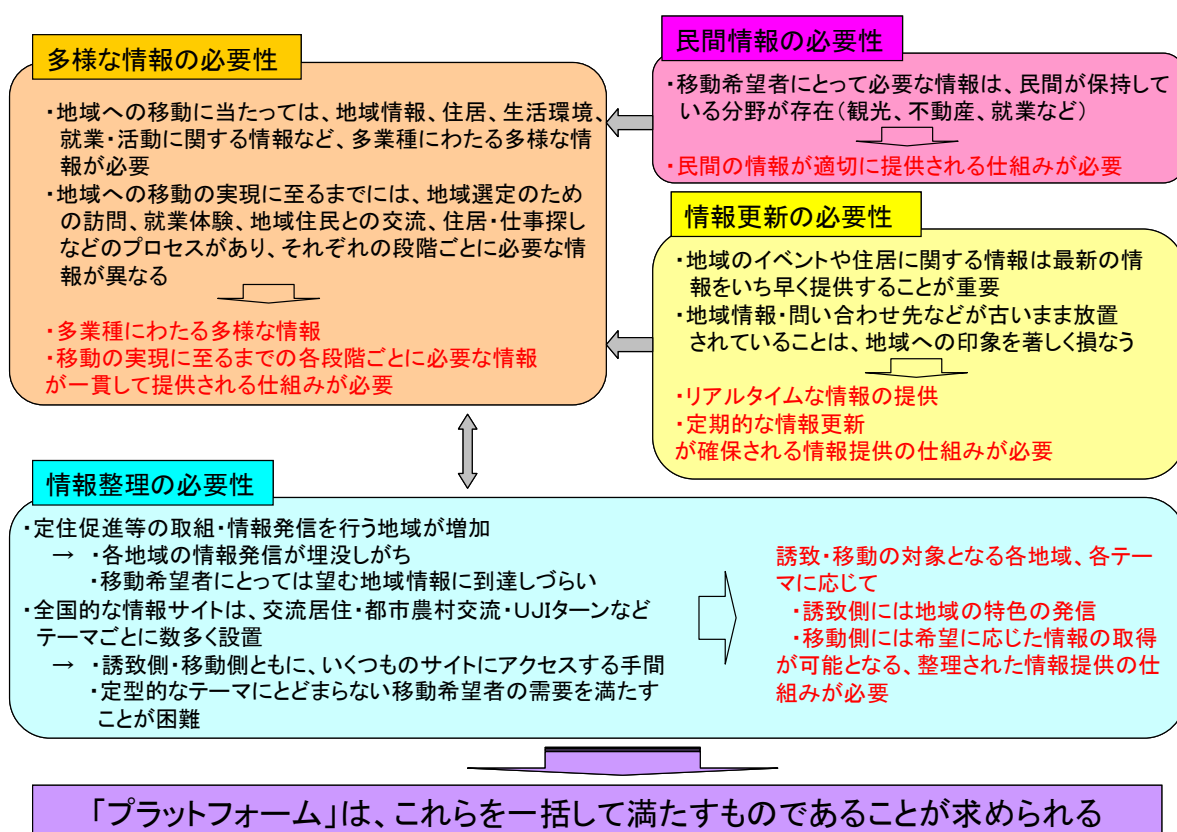 多様な情報の必要性
・地域への移動に当たっては、地域情報、住居、生活環境、
就業・活動に関する情報など、多業種にわたる多様な情
報が必要
・地域への移動の実現に至るまでには、地域選定のため
の訪問、就業体験、地域住民との交流、住居・仕事探し
などのプロセスがあり、それぞれの段階ごとに必要な情
報が異なる
・多業種にわたる多様な情報
・移動の実現に至るまでの各段階ごとに必要な情報
が一貫して提供される仕組みが必要
民間情報の必要性
・移動希望者にとって必要な情報は、民間が保持して
いる分野が存在(観光、不動産、就業など)
・民間の情報が適切に提供される仕組みが必要
情報更新の必要性
・地域のイベントや住居に関する情報は最新の情
報をいち早く提供することが重要
・地域情報・問い合わせ先などが古いまま放置
されていることは、地域への印象を著しく損なう
・リアルタイムな情報の提供
・定期的な情報更新
が確保される情報提供の仕組みが必要
情報整理の必要性
・定住促進等の取組・情報発信を行う地域が増加
→ ・各地域の情報発信が埋没しがち
・移動希望者にとっては望む地域情報に到達しづらい
・全国的な情報サイトは、交流居住・都市農村交流・UJIターンなど
テーマごとに数多く設置
→ ・誘致側・移動側ともに、いくつものサイトにアクセスする手間
・定型的なテーマにとどまらない移動希望者の需要を満たす
ことが困難
誘致・移動の対象となる各地域、各テー
マに応じて
・誘致側には地域の特色の発信
・移動側には希望に応じた情報の取得
が可能となる、整理された情報提供の仕
組みが必要
「プラットフォーム」は、これらを一括して満たすものであることが求められる